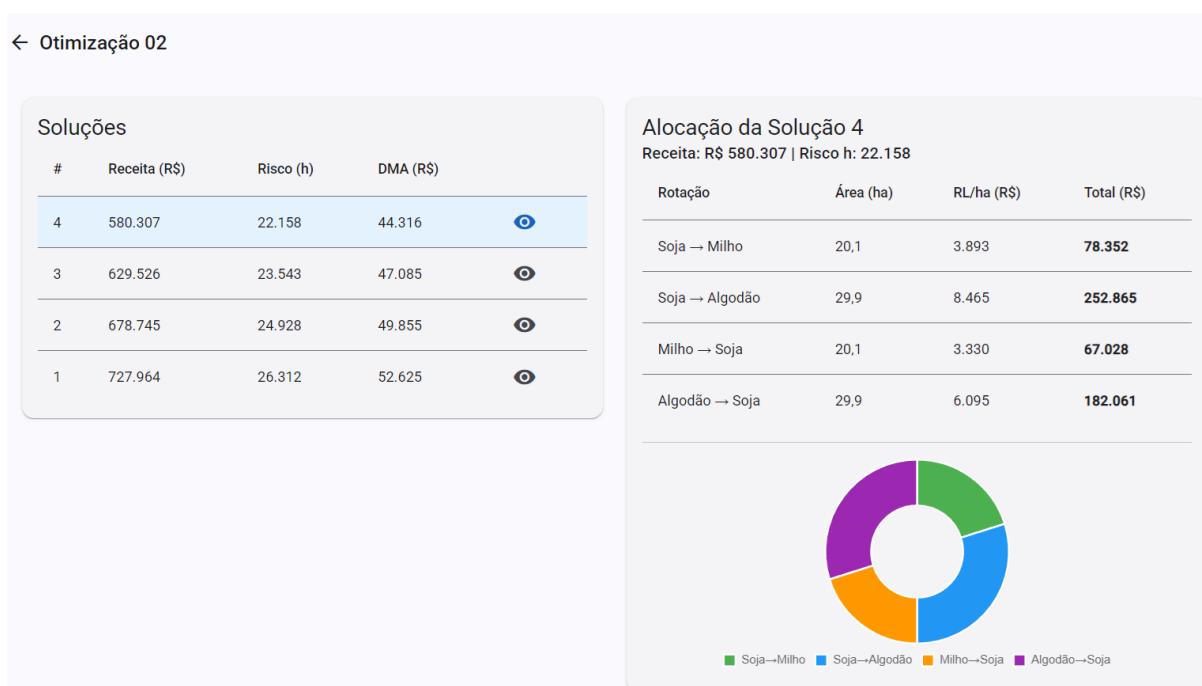 ← Otimização 02
Soluções
# Receita (R$) Risco (h) DMA (R$)
4 580.307 22.158 44.316
3 629.526 23.543 47.085
2 678.745 24.928 49.855
1 727.964 26.312 52.625
Alocação da Solução 4
Receita: R$ 580.307 | Risco h: 22.158
Rotação Área (ha) RL/ha (R$) Total (R$)
Soja → Milho 20,1 3.893 78.352
Soja → Algodão 29,9 8.465 252.865
Milho → Soja 20,1 3.330 67.028
Algodão → Soja 29,9 6.095 182.061
Soja→Milho Soja→Algodão Milho→Soja Algodão→Soja